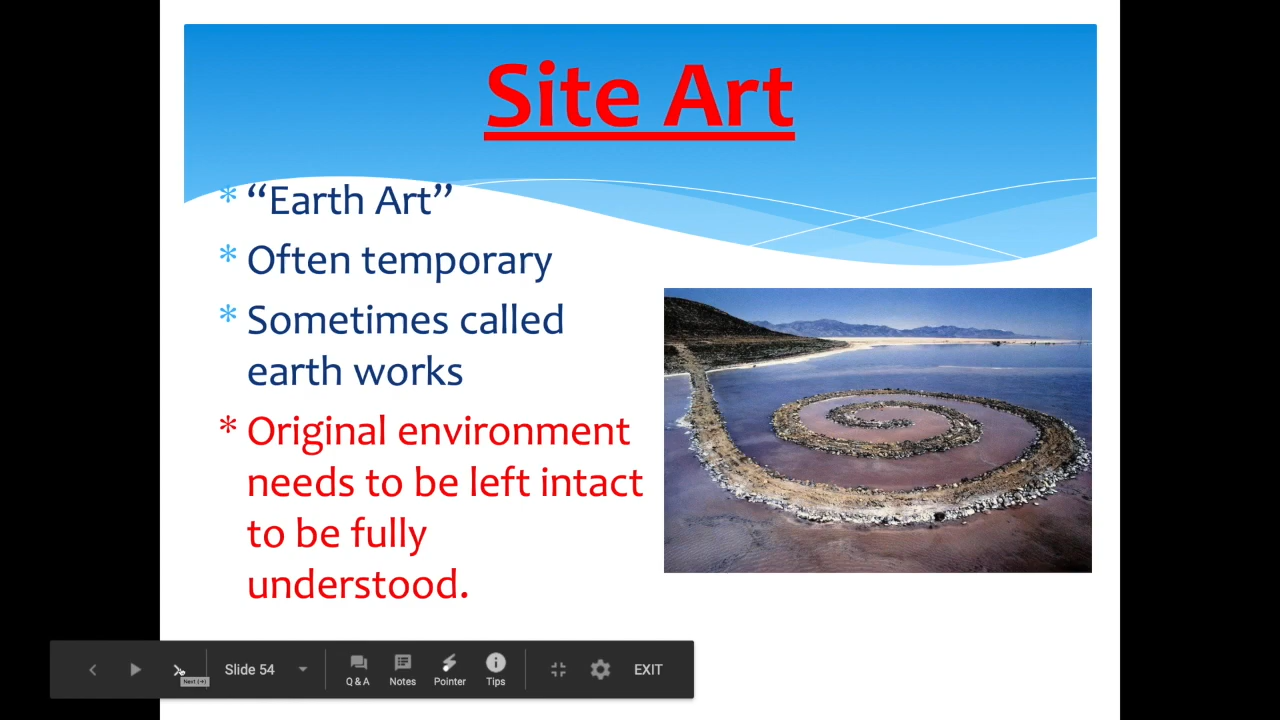 Site Art
* “Earth Art”
* Often temporary
* Sometimes called
earth works
* Original environment
needs to be left intact
to be fully
understood.
Slide 54
Q & A Notes Pointer Tips
EXIT
Next (→)